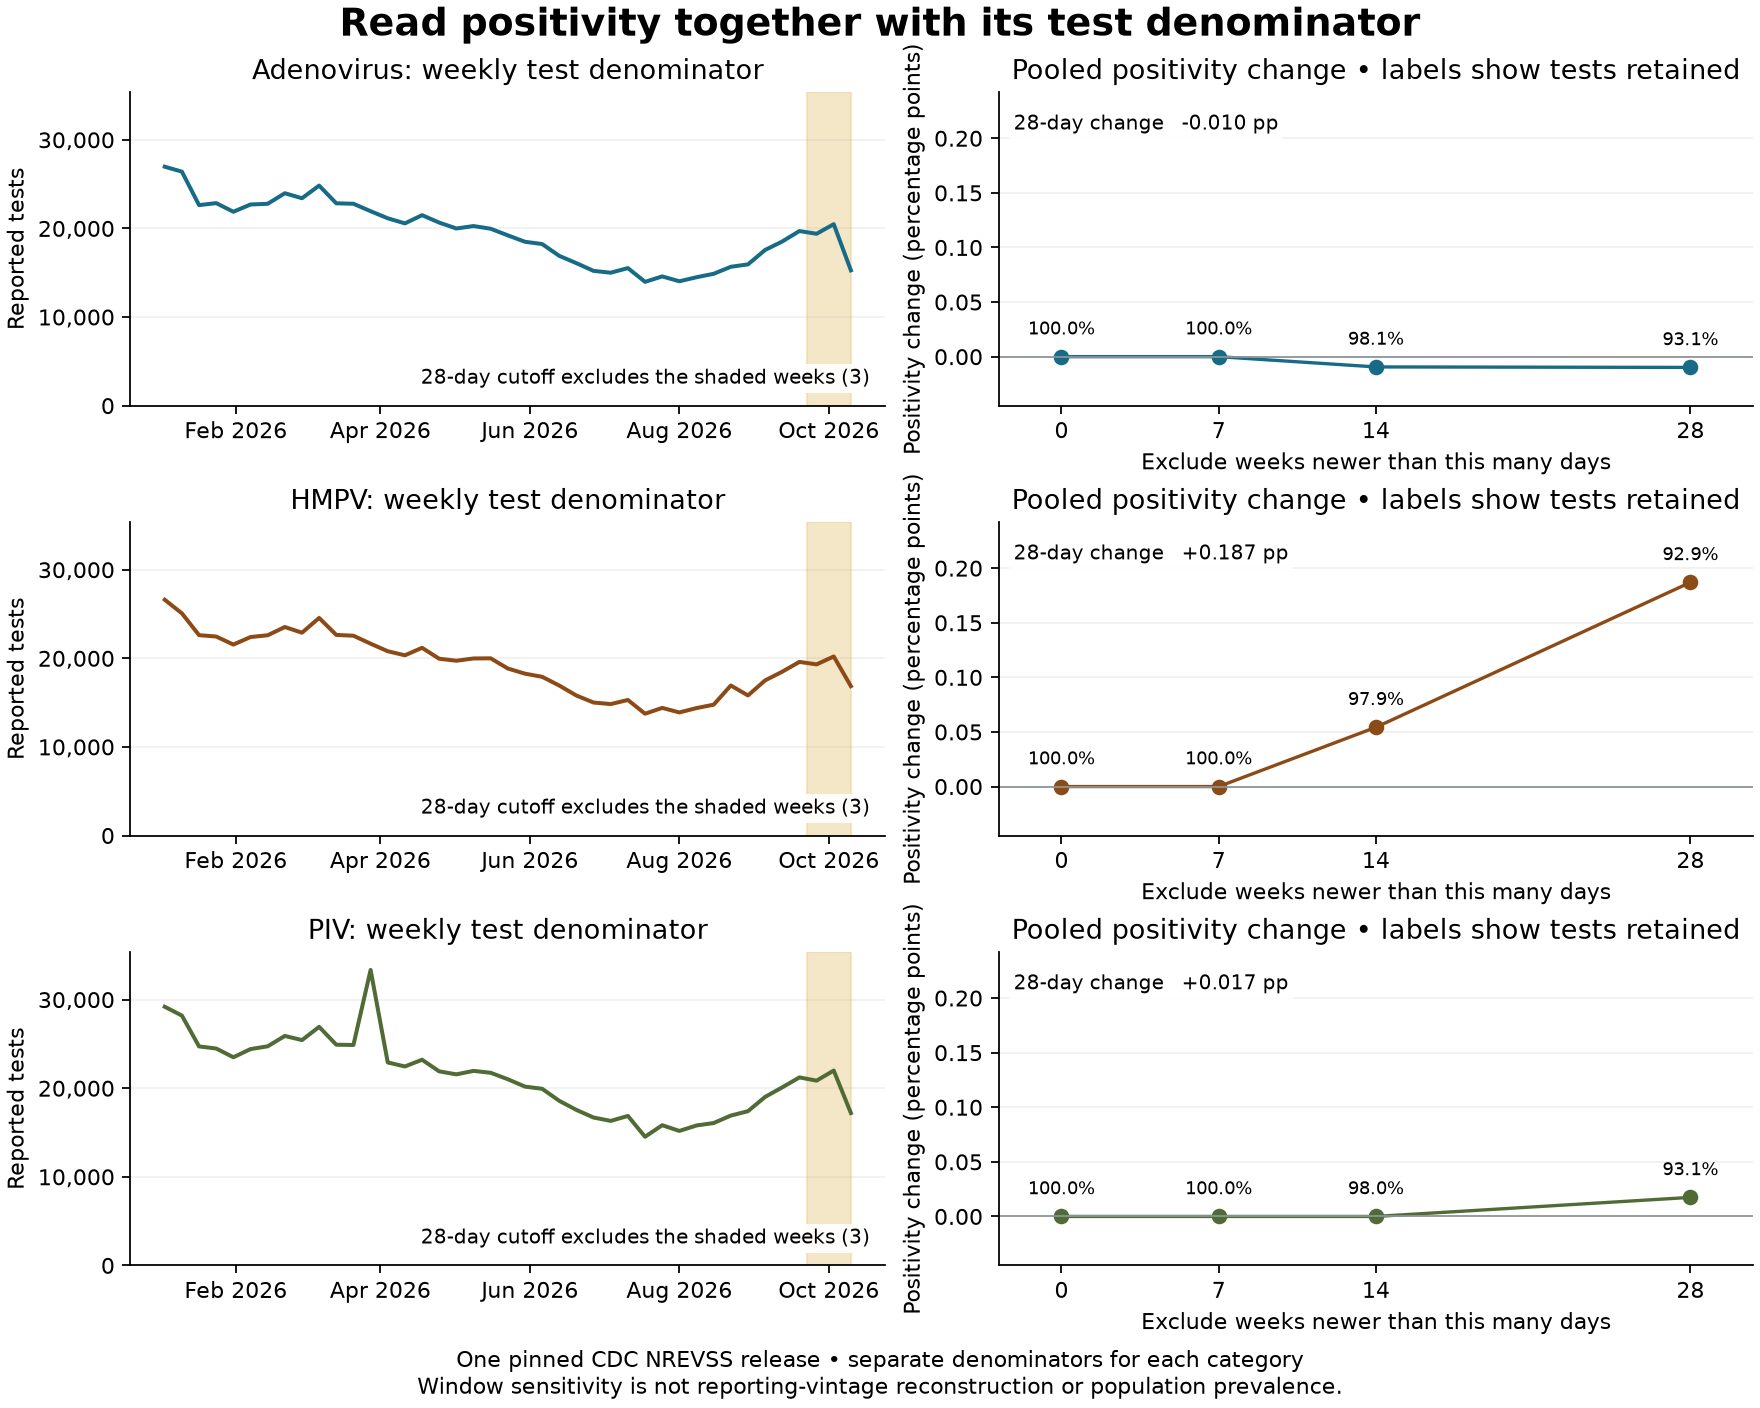 Read positivity together with its test denominator
Adenovirus: weekly test denominator
Reported tests
30,000
20,000
10,000
0
28-day cutoff excludes the shaded weeks (3)
Feb 2026 Apr 2026 Jun 2026 Aug 2026 Oct 2026
Pooled positivity change • labels show tests retained
Positivity change (percentage points)
28-day change -0.010 pp
0.20
0.15
0.10
0.05
0.00
100.0% 100.0% 98.1% 93.1%
0 7 14 28
Exclude weeks newer than this many days
HMPV: weekly test denominator
Reported tests
30,000
20,000
10,000
0
28-day cutoff excludes the shaded weeks (3)
Feb 2026 Apr 2026 Jun 2026 Aug 2026 Oct 2026
Pooled positivity change • labels show tests retained
Positivity change (percentage points)
28-day change +0.187 pp
0.20
0.15
0.10
0.05
0.00
100.0% 100.0% 97.9% 92.9%
0 7 14 28
Exclude weeks newer than this many days
PIV: weekly test denominator
Reported tests
30,000
20,000
10,000
0
28-day cutoff excludes the shaded weeks (3)
Feb 2026 Apr 2026 Jun 2026 Aug 2026 Oct 2026
Pooled positivity change • labels show tests retained
Positivity change (percentage points)
28-day change +0.017 pp
0.20
0.15
0.10
0.05
0.00
100.0% 100.0% 98.0% 93.1%
0 7 14 28
Exclude weeks newer than this many days
One pinned CDC NREVSS release • separate denominators for each category
Window sensitivity is not reporting-vintage reconstruction or population prevalence.